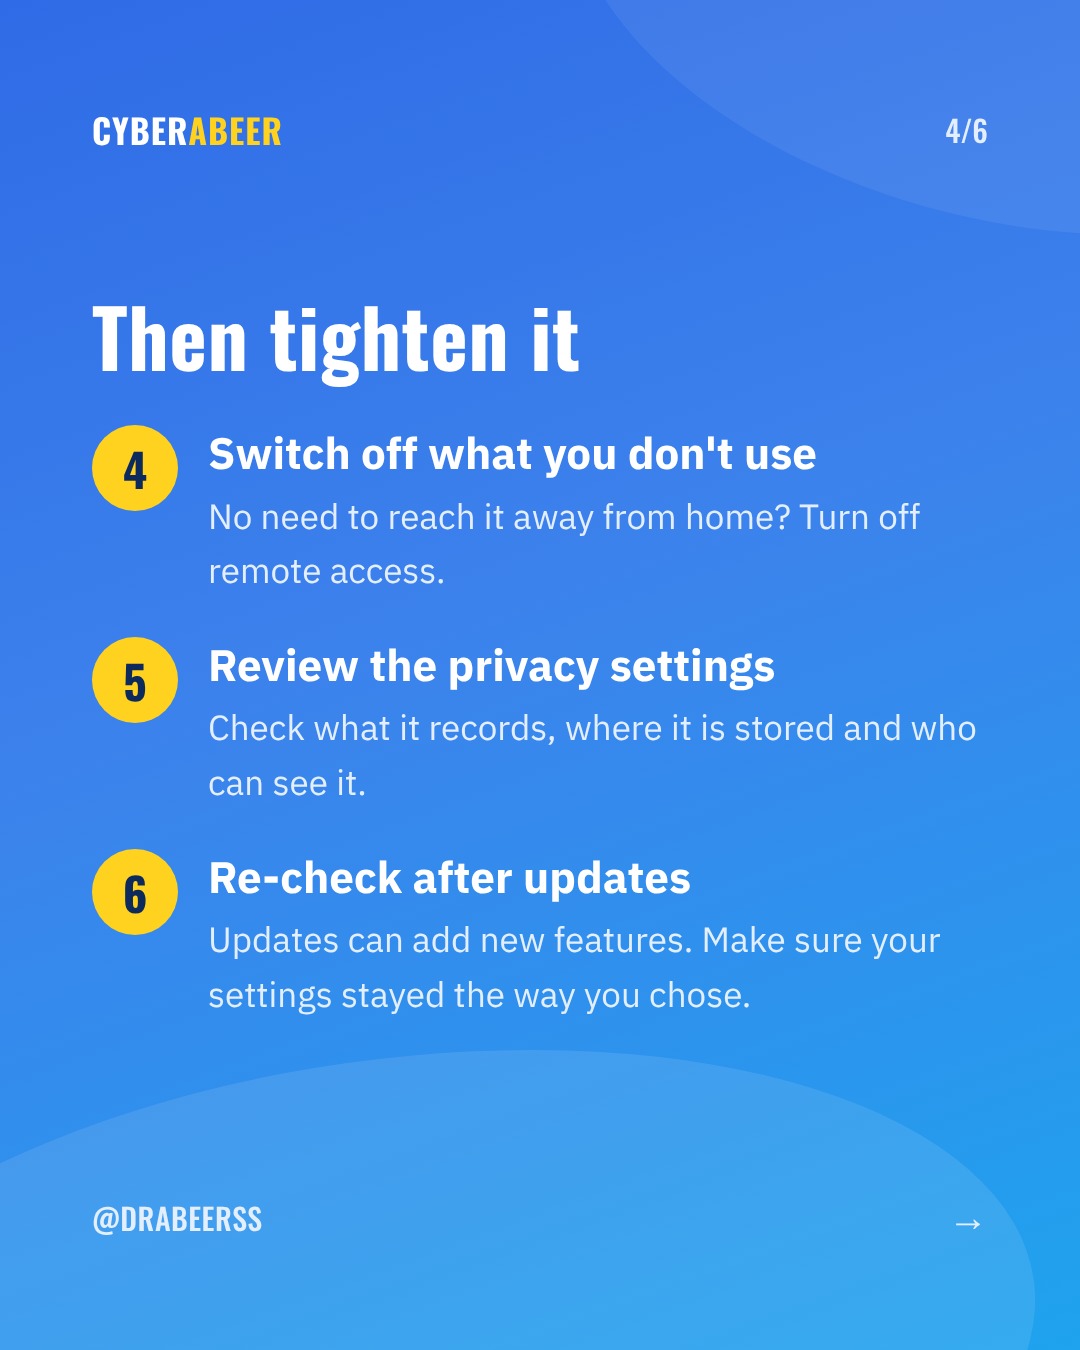 CYBERABEER
4/6
Then tighten it
4
Switch off what you don't use
No need to reach it away from home? Turn off
remote access.
5
Review the privacy settings
Check what it records, where it is stored and who
can see it.
6
Re-check after updates
Updates can add new features. Make sure your
settings stayed the way you chose.
@DRABEERSS
→